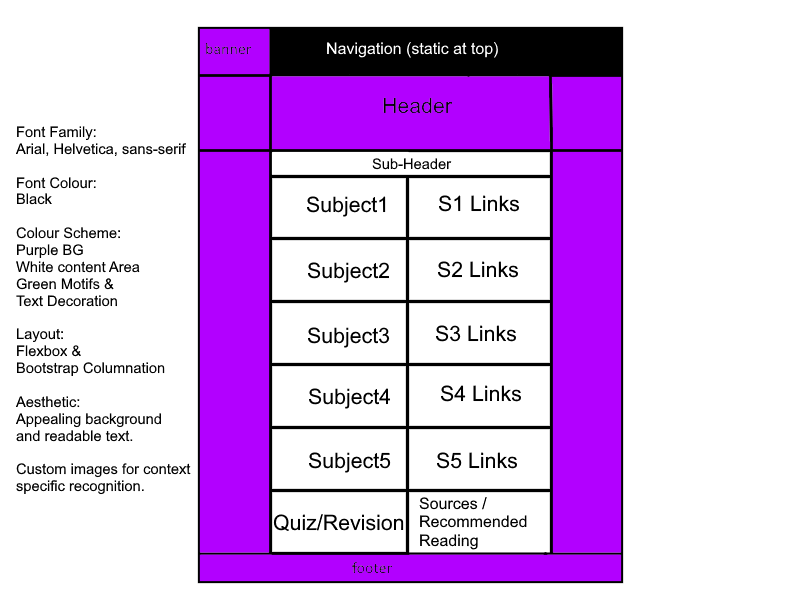 banner
Navigation (static at top)
Header
Font Family:
Arial, Helvetica, sans-serif
Font Colour:
Black
Colour Scheme:
Purple BG
White content Area
Green Motifs &
Text Decoration
Layout:
Flexbox &
Bootstrap Columnation
Aesthetic:
Appealing background
and readable text.
Custom images for context
specific recognition.
Sub-Header
Subject1
S1 Links
Subject2
S2 Links
Subject3
S3 Links
Subject4
S4 Links
Subject5
S5 Links
Quiz/Revision
Sources /
Recommended
Reading
footer